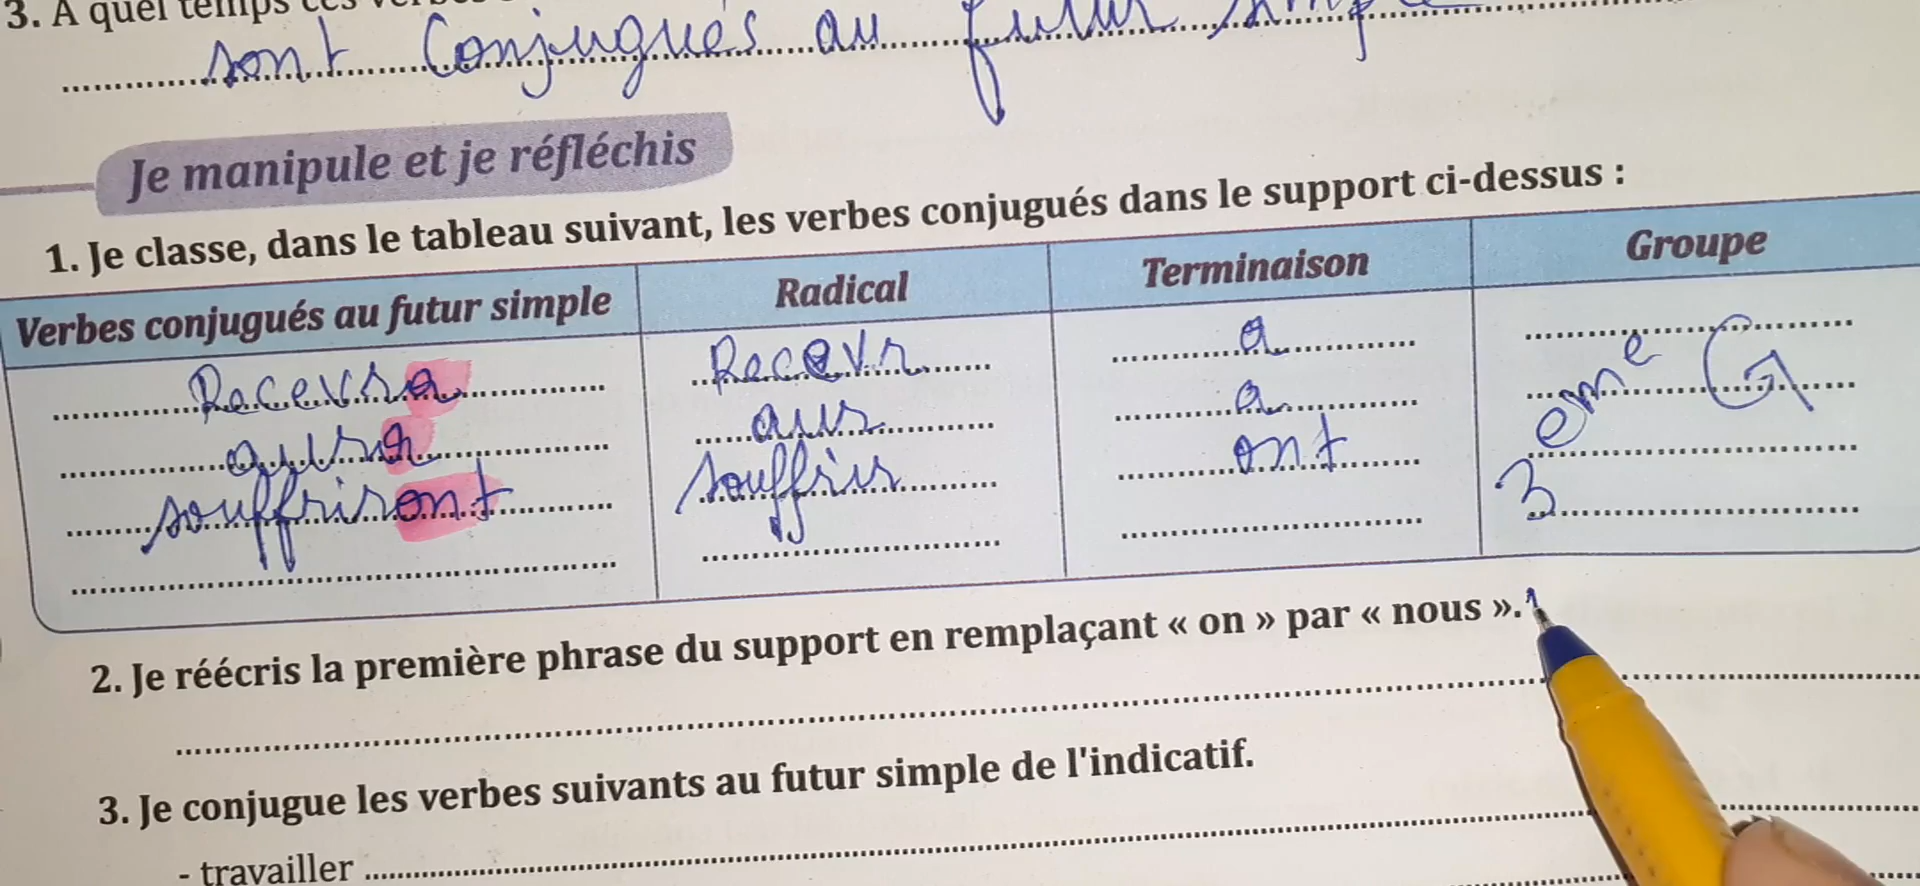 3. A quel temps ces
sont Conjugués au futur
Je manipule et je réfléchis
1. Je classe, dans le tableau suivant, les verbes conjugués dans le support ci-dessus :
Verbes conjugués au futur simple Radical Terminaison Groupe
Recevra Recevr a
aura aur a
souffriront souffrir ont
3 eme G
2. Je réécris la première phrase du support en remplaçant « on » par « nous ».
3. Je conjugue les verbes suivants au futur simple de l'indicatif.
- travailler